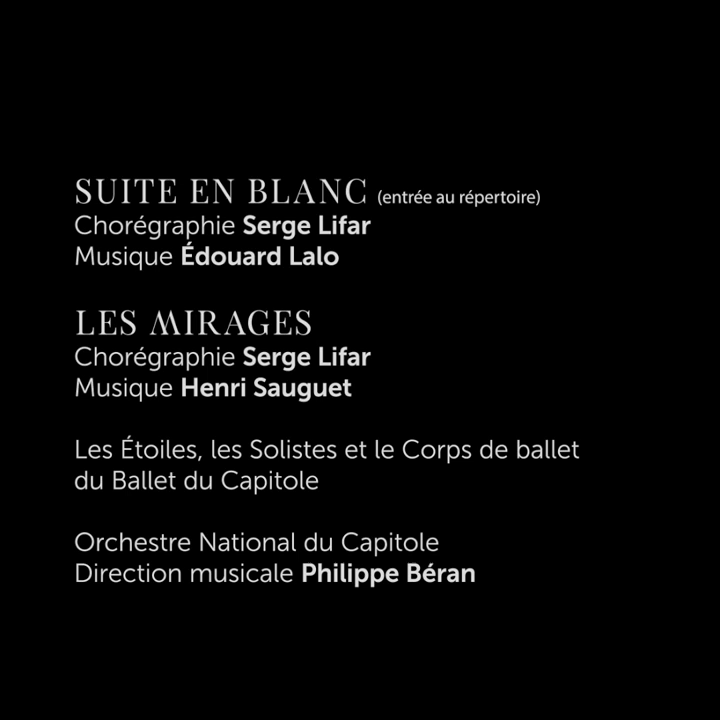 SUITE EN BLANC (entrée au répertoire)
Chorégraphie Serge Lifar
Musique Édouard Lalo
LES MIRAGES
Chorégraphie Serge Lifar
Musique Henri Sauguet
Les Étoiles, les Solistes et le Corps de ballet
du Ballet du Capitole
Orchestre National du Capitole
Direction musicale Philippe Béran